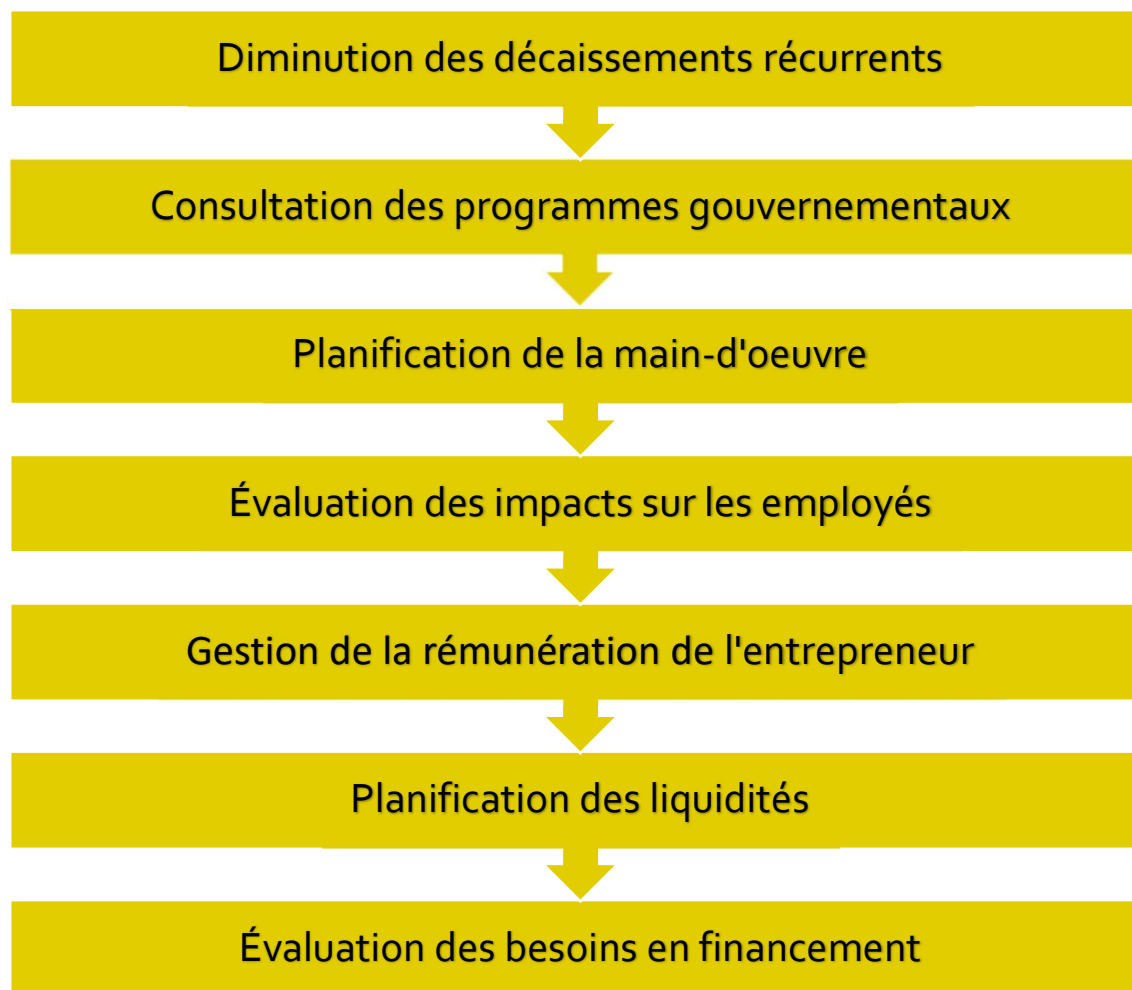 Diminution des décaissements récurrents
Consultation des programmes gouvernementaux
Planification de la main-d'oeuvre
Évaluation des impacts sur les employés
Gestion de la rémunération de l'entrepreneur
Planification des liquidités
Évaluation des besoins en financement